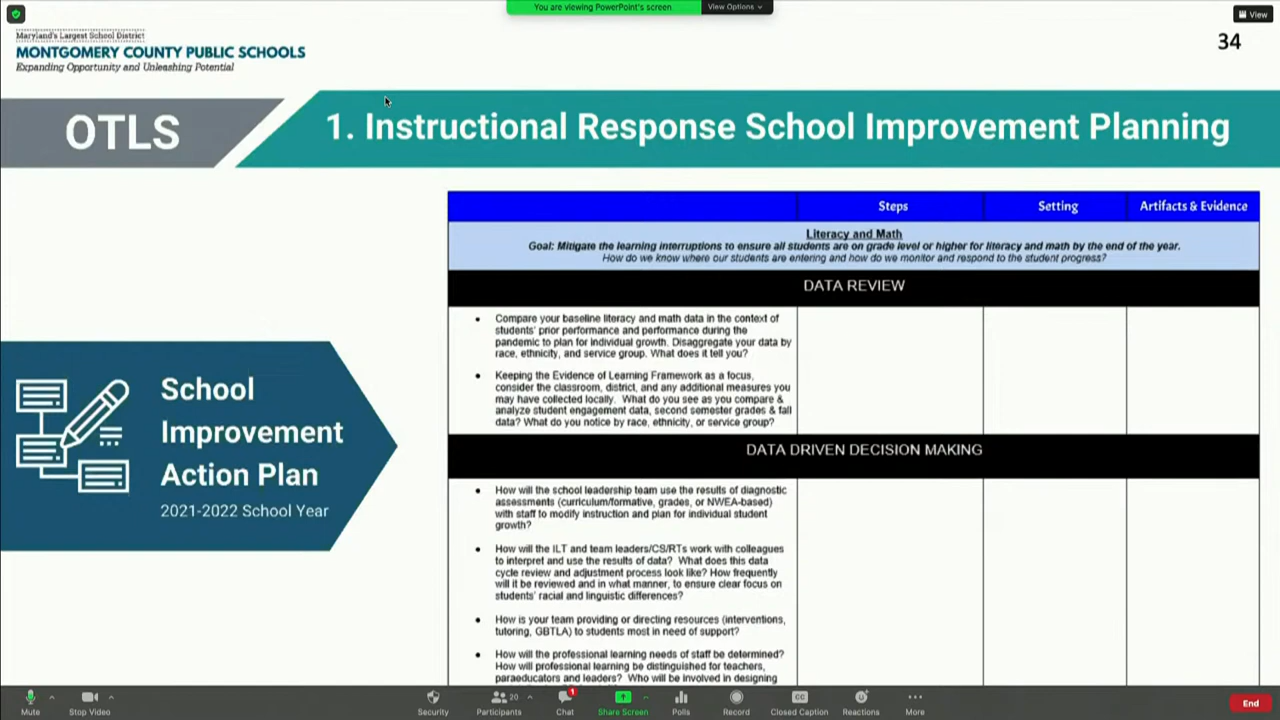 You are viewing PowerPoint's screen
View Options
View
Maryland's Largest School District
MONTGOMERY COUNTY PUBLIC SCHOOLS
Expanding Opportunity and Unleashing Potential
34
OTLS
1. Instructional Response School Improvement Planning
Steps
Setting
Artifacts & Evidence
Literacy and Math
Goal: Mitigate the learning interruptions to ensure all students are on grade level or higher for literacy and math by the end of the year.
How do we know where our students are entering and how do we monitor and respond to the student progress?
DATA REVIEW
• Compare your baseline literacy and math data in the context of
students' prior performance and performance during the
pandemic to plan for individual growth. Disaggregate your data by
race, ethnicity, and service group. What does it tell you?
• Keeping the Evidence of Learning Framework as a focus,
consider the classroom, district, and any additional measures you
may have collected locally. What do you see as you compare &
analyze student engagement data, second semester grades & fall
data? What do you notice by race, ethnicity, or service group?
DATA DRIVEN DECISION MAKING
• How will the school leadership team use the results of diagnostic
assessments (curriculum/formative, grades, or NWEA-based)
with staff to modify instruction and plan for individual student
growth?
• How will the ILT and team leaders/CS/RTs work with colleagues
to interpret and use the results of data? What does this data
cycle review and adjustment process look like? How frequently
will it be reviewed and in what manner, to ensure clear focus on
students' racial and linguistic differences?
• How is your team providing or directing resources (interventions,
tutoring, GBTLA) to students most in need of support?
• How will the professional learning needs of staff be determined?
How will professional learning be distinguished for teachers,
paraeducators and leaders? Who will be involved in designing
School
Improvement
Action Plan
2021-2022 School Year
Mute
Stop Video
Security
Participants
20
Chat
1
Share Screen
Polls
Record
CC
Closed Caption
Reactions
More
End